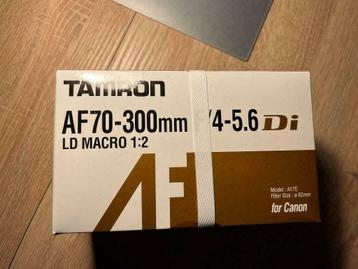 TAMRON
AF70-300mm F/4-5.6 Di
LD MACRO 1:2
AF
Model : A17E
Filter Size : ø 62mm
for Canon